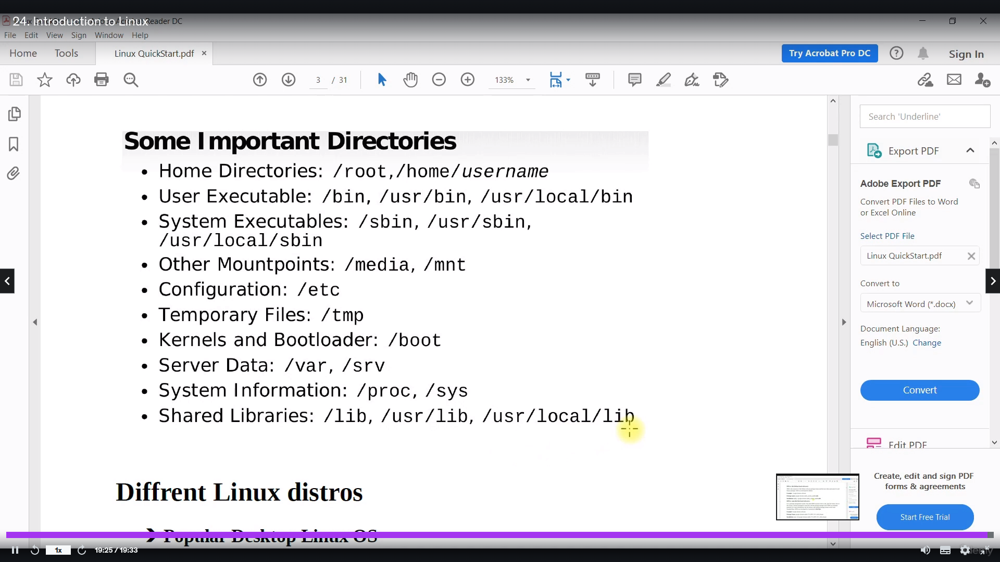 24. Introduction to Linux
Reader DC
File Edit View Sign Window Help
Home Tools Linux QuickStart.pdf × Try Acrobat Pro DC Sign In
3 / 31 133%
Search 'Underline'
Some Important Directories
• Home Directories: /root,/home/username
• User Executable: /bin, /usr/bin, /usr/local/bin
• System Executables: /sbin, /usr/sbin,
/usr/local/sbin
• Other Mountpoints: /media, /mnt
• Configuration: /etc
• Temporary Files: /tmp
• Kernels and Bootloader: /boot
• Server Data: /var, /srv
• System Information: /proc, /sys
• Shared Libraries: /lib, /usr/lib, /usr/local/lib
Diffrent Linux distros
Popular Desktop Linux OS
Export PDF
Adobe Export PDF
Convert PDF Files to Word
or Excel Online
Select PDF File
Linux QuickStart.pdf
Convert to
Microsoft Word (*.docx)
Document Language:
English (U.S.) Change
Convert
Edit PDF
Create, edit and sign PDF
forms & agreements
Start Free Trial
1x 19:25 / 19:33